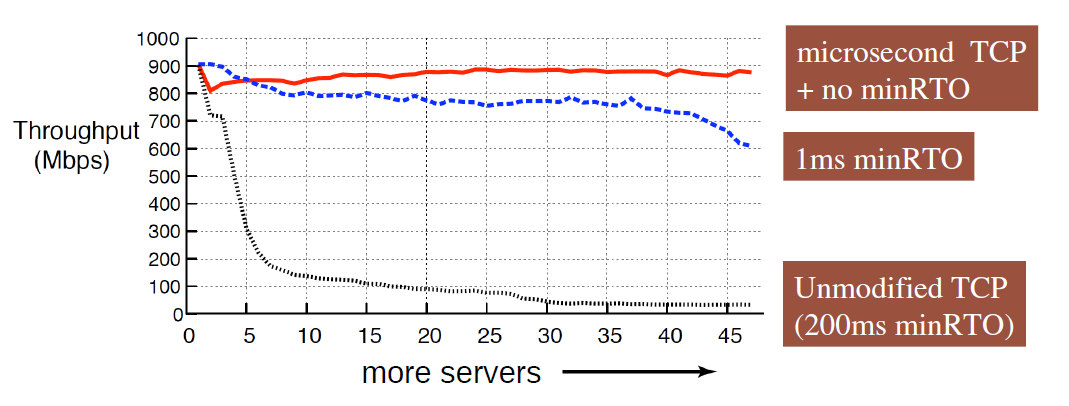 1000
900
800
700
600
500
400
300
200
100
0
Throughput
(Mbps)
0 5 10 15 20 25 30 35 40 45
more servers
microsecond TCP
+ no minRTO
1ms minRTO
Unmodified TCP
(200ms minRTO)